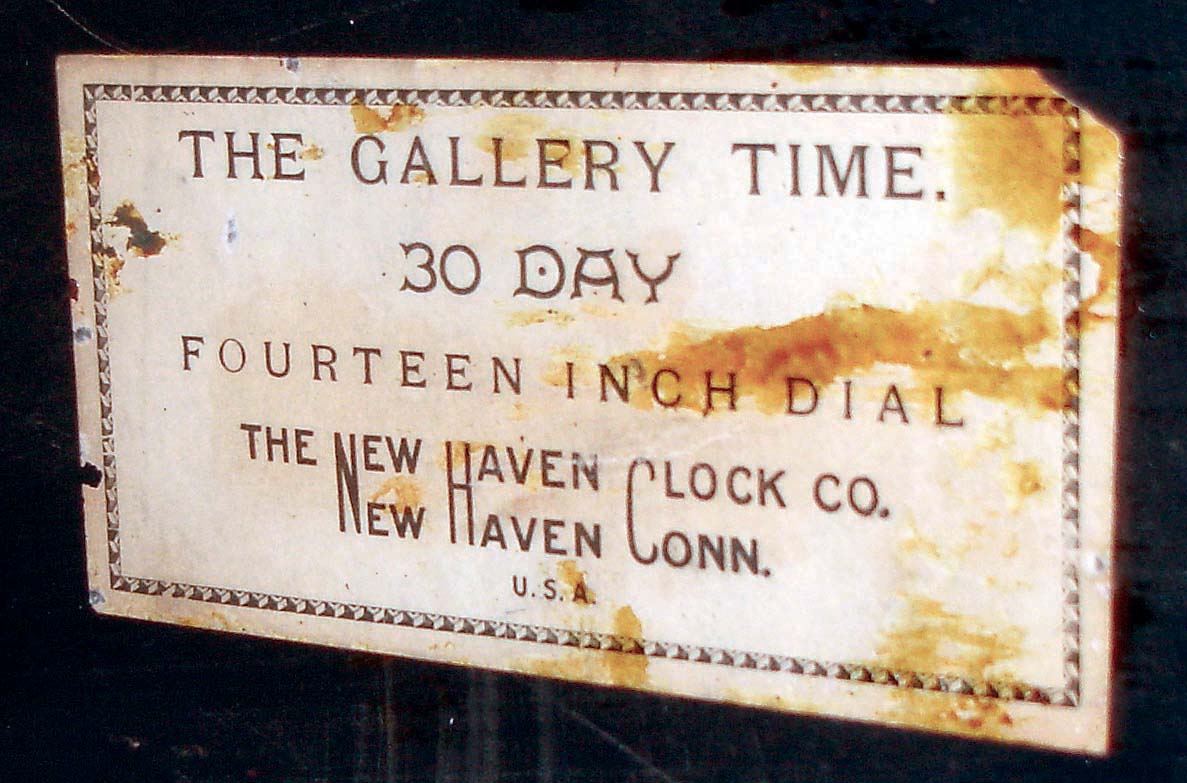 THE GALLERY TIME.
30 DAY
FOURTEEN INCH DIAL
THE NEW HAVEN CLOCK CO.
NEW HAVEN CONN.
U.S.A.